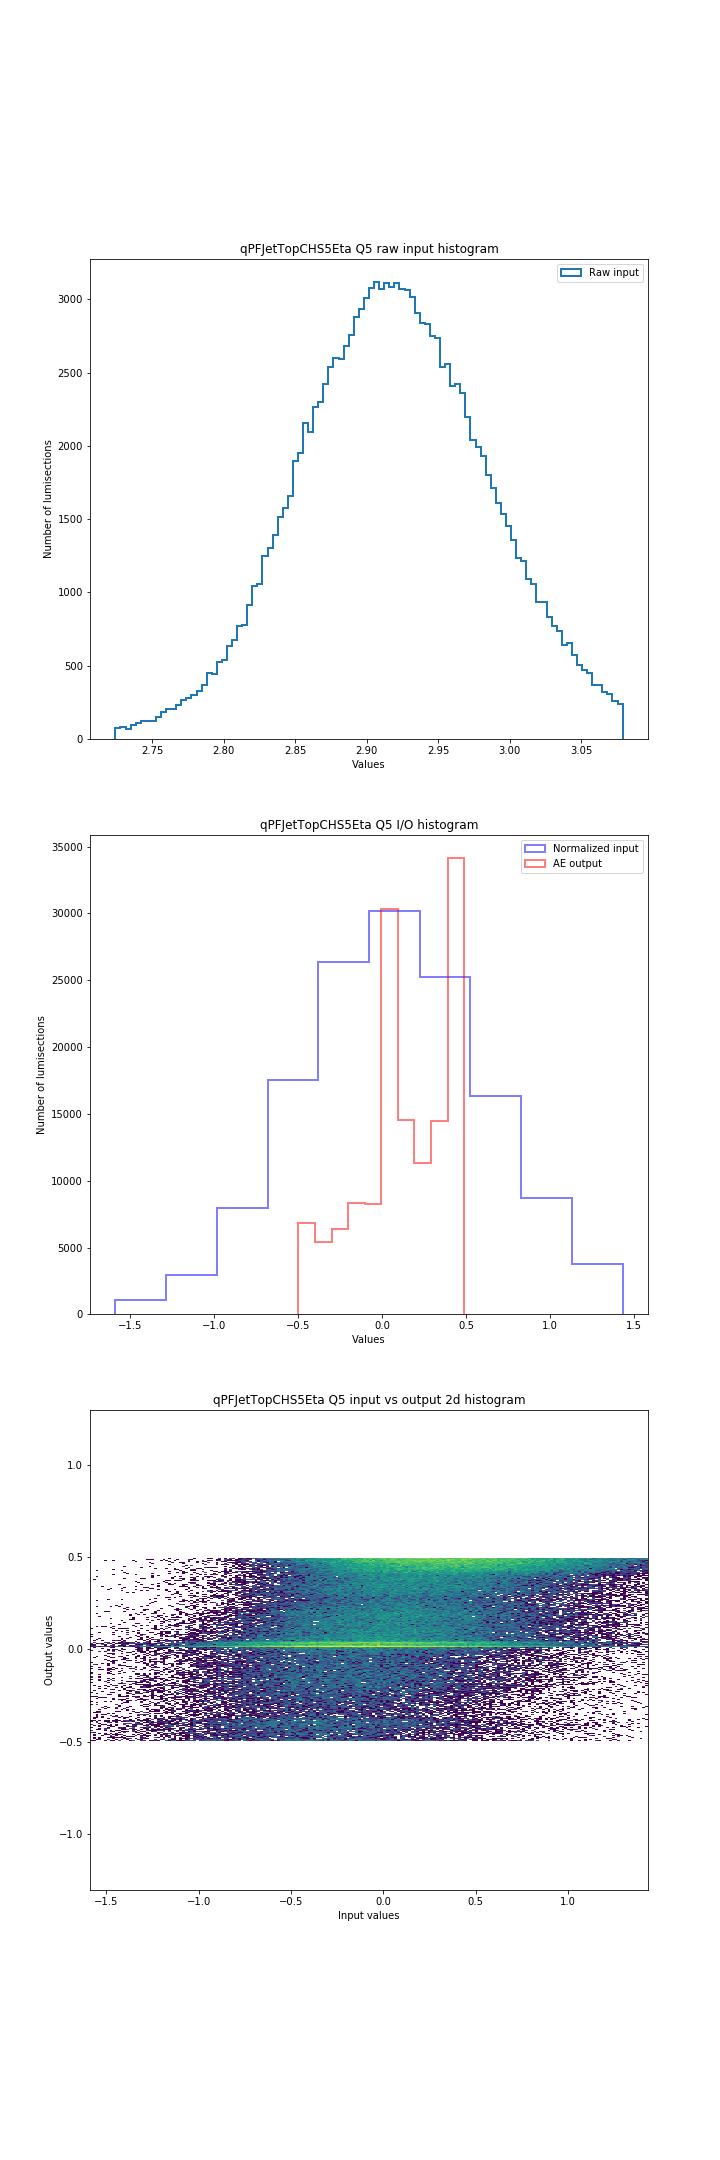 qPFJetTopCHS5Eta Q5 raw input histogram
Raw input
3000
2500
2000
1500
1000
500
0
Number of lumisections
2.75 2.80 2.85 2.90 2.95 3.00 3.05
Values
qPFJetTopCHS5Eta Q5 I/O histogram
Normalized input
AE output
35000
30000
25000
20000
15000
10000
5000
0
Number of lumisections
−1.5 −1.0 −0.5 0.0 0.5 1.0 1.5
Values
qPFJetTopCHS5Eta Q5 input vs output 2d histogram
1.0
0.5
0.0
−0.5
−1.0
Output values
−1.5 −1.0 −0.5 0.0 0.5 1.0
Input values